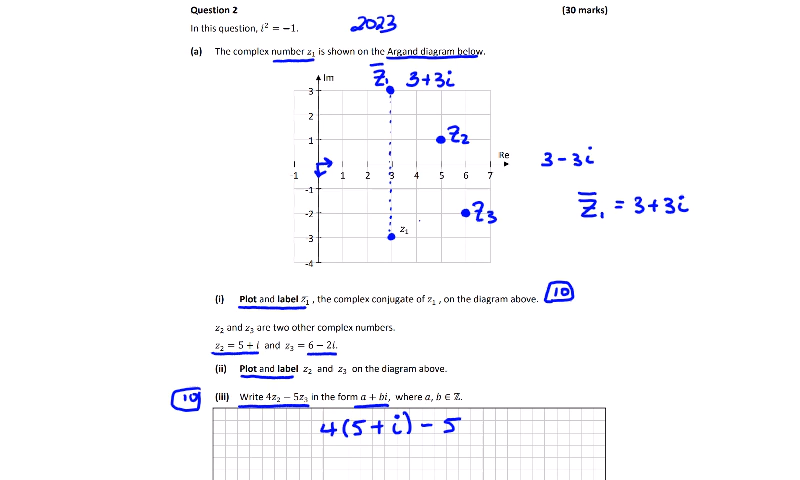 Question 2 (30 marks)
In this question, i² = −1. 2023
(a) The complex number z₁ is shown on the Argand diagram below.
Im z̄₁ 3+3i
3
2
1 z₂
Re
-1 1 2 3 4 5 6 7 3 − 3i
-1
z̄₁ = 3+3i
-2 z₃
3 z₁
-4
(i) Plot and label z̄₁, the complex conjugate of z₁, on the diagram above. 10
z₂ and z₃ are two other complex numbers.
z₂ = 5 + i and z₃ = 6 − 2i.
(ii) Plot and label z₂ and z₃ on the diagram above.
10 (iii) Write 4z₂ − 5z₃ in the form a + bi, where a, b ∈ ℤ.
4(5+i) − 5